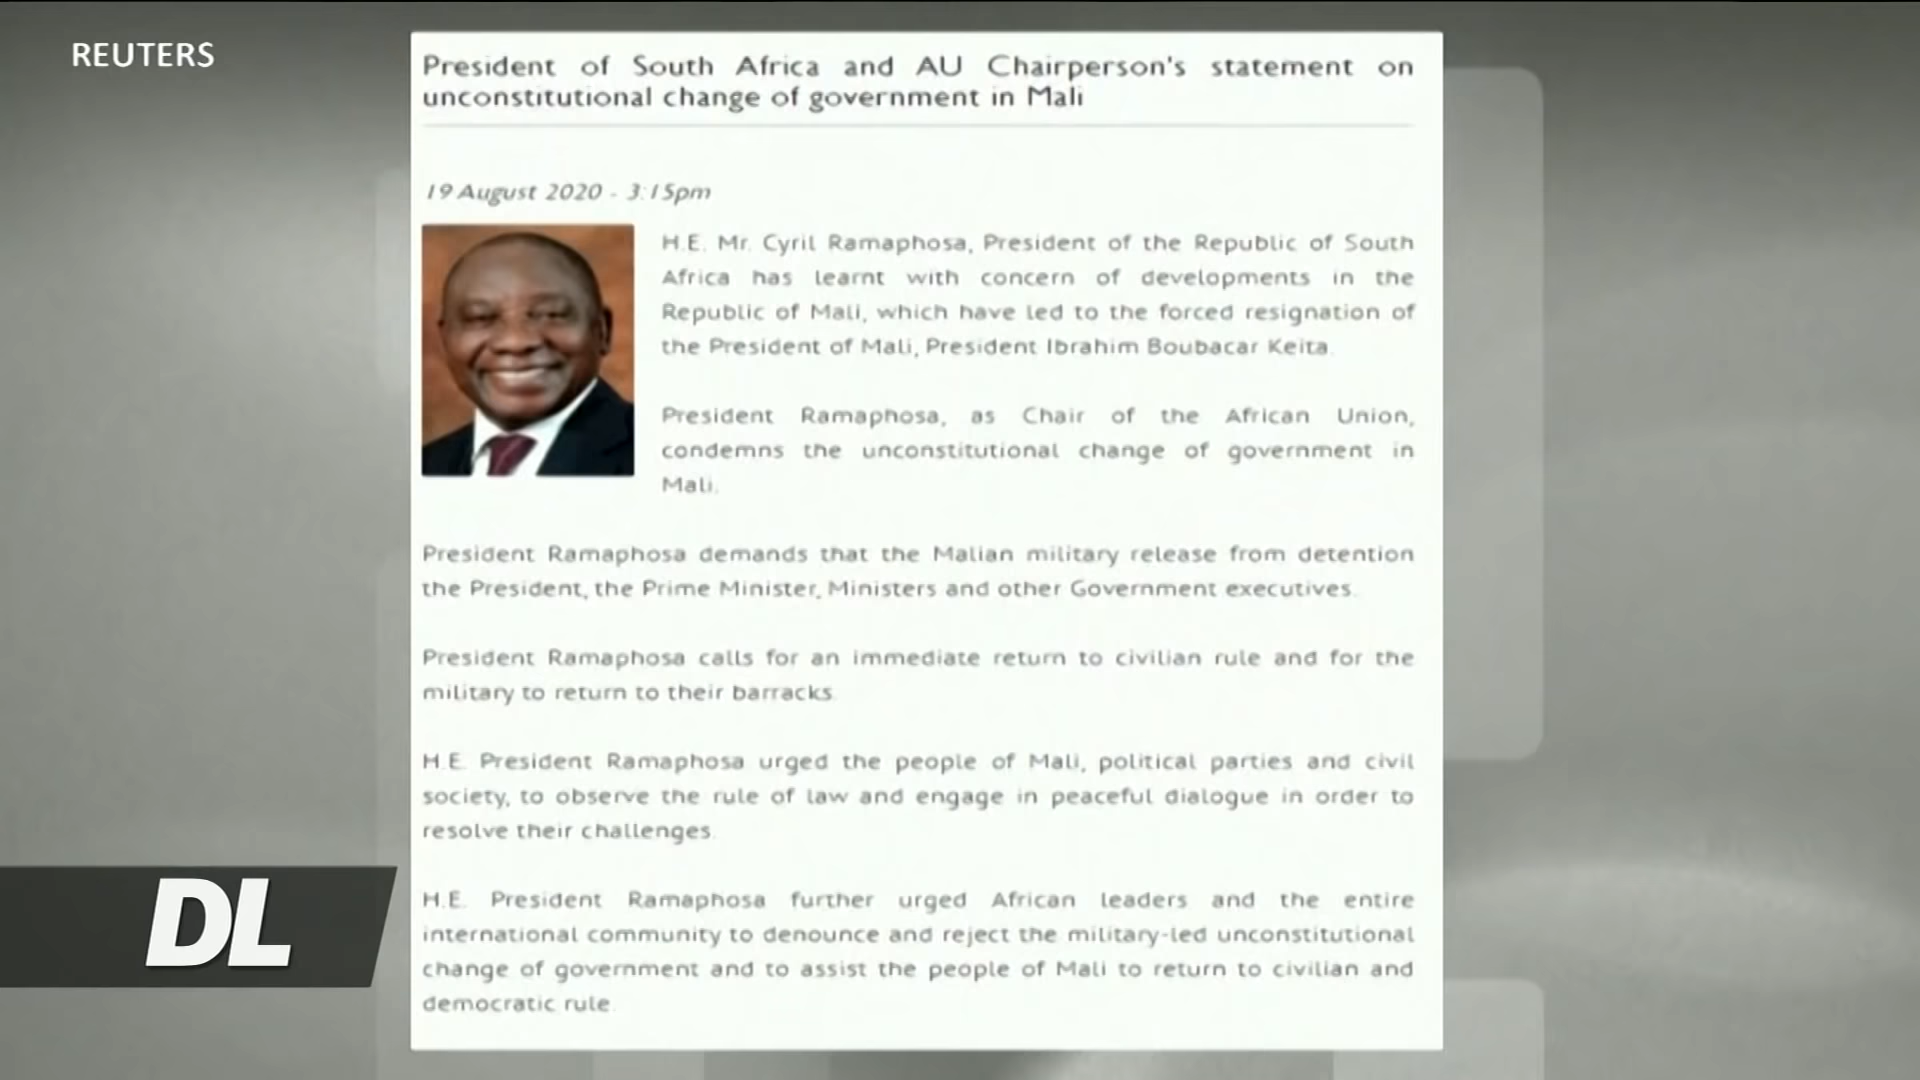 REUTERS
President of South Africa and AU Chairperson's statement on
unconstitutional change of government in Mali
19 August 2020 - 3:15pm
H.E. Mr. Cyril Ramaphosa, President of the Republic of South
Africa has learnt with concern of developments in the
Republic of Mali, which have led to the forced resignation of
the President of Mali, President Ibrahim Boubacar Keita.
President Ramaphosa, as Chair of the African Union,
condemns the unconstitutional change of government in
Mali.
President Ramaphosa demands that the Malian military release from detention
the President, the Prime Minister, Ministers and other Government executives.
President Ramaphosa calls for an immediate return to civilian rule and for the
military to return to their barracks.
H.E. President Ramaphosa urged the people of Mali, political parties and civil
society, to observe the rule of law and engage in peaceful dialogue in order to
resolve their challenges.
H.E. President Ramaphosa further urged African leaders and the entire
international community to denounce and reject the military-led unconstitutional
change of government and to assist the people of Mali to return to civilian and
democratic rule.
DL